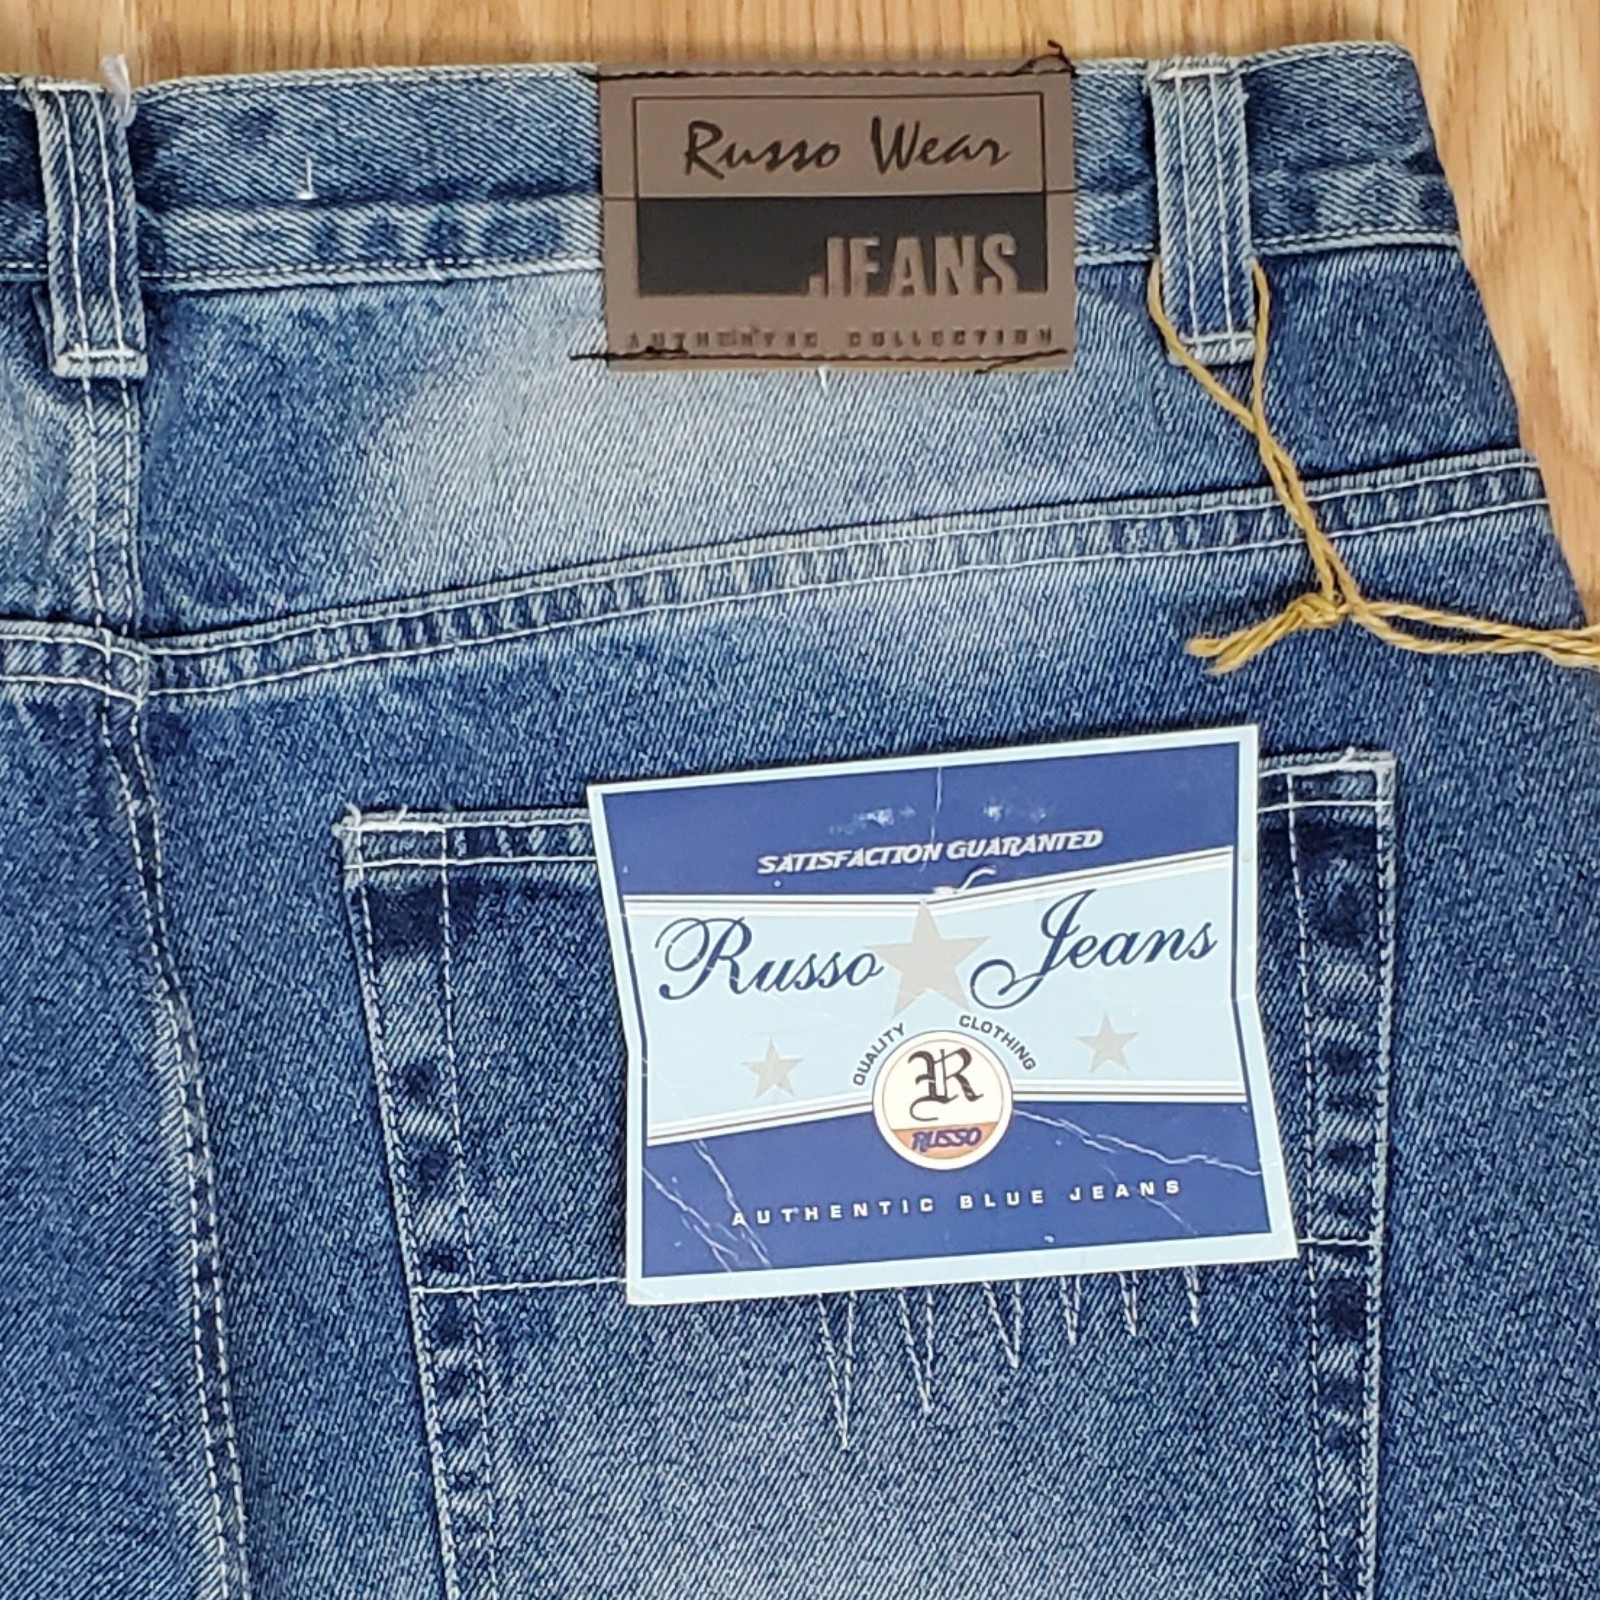 Russo Wear
JEANS
AUTHENTIC COLLECTION
SATISFACTION GUARANTED
Russo Jeans
QUALITY CLOTHING
R
RUSSO
AUTHENTIC BLUE JEANS